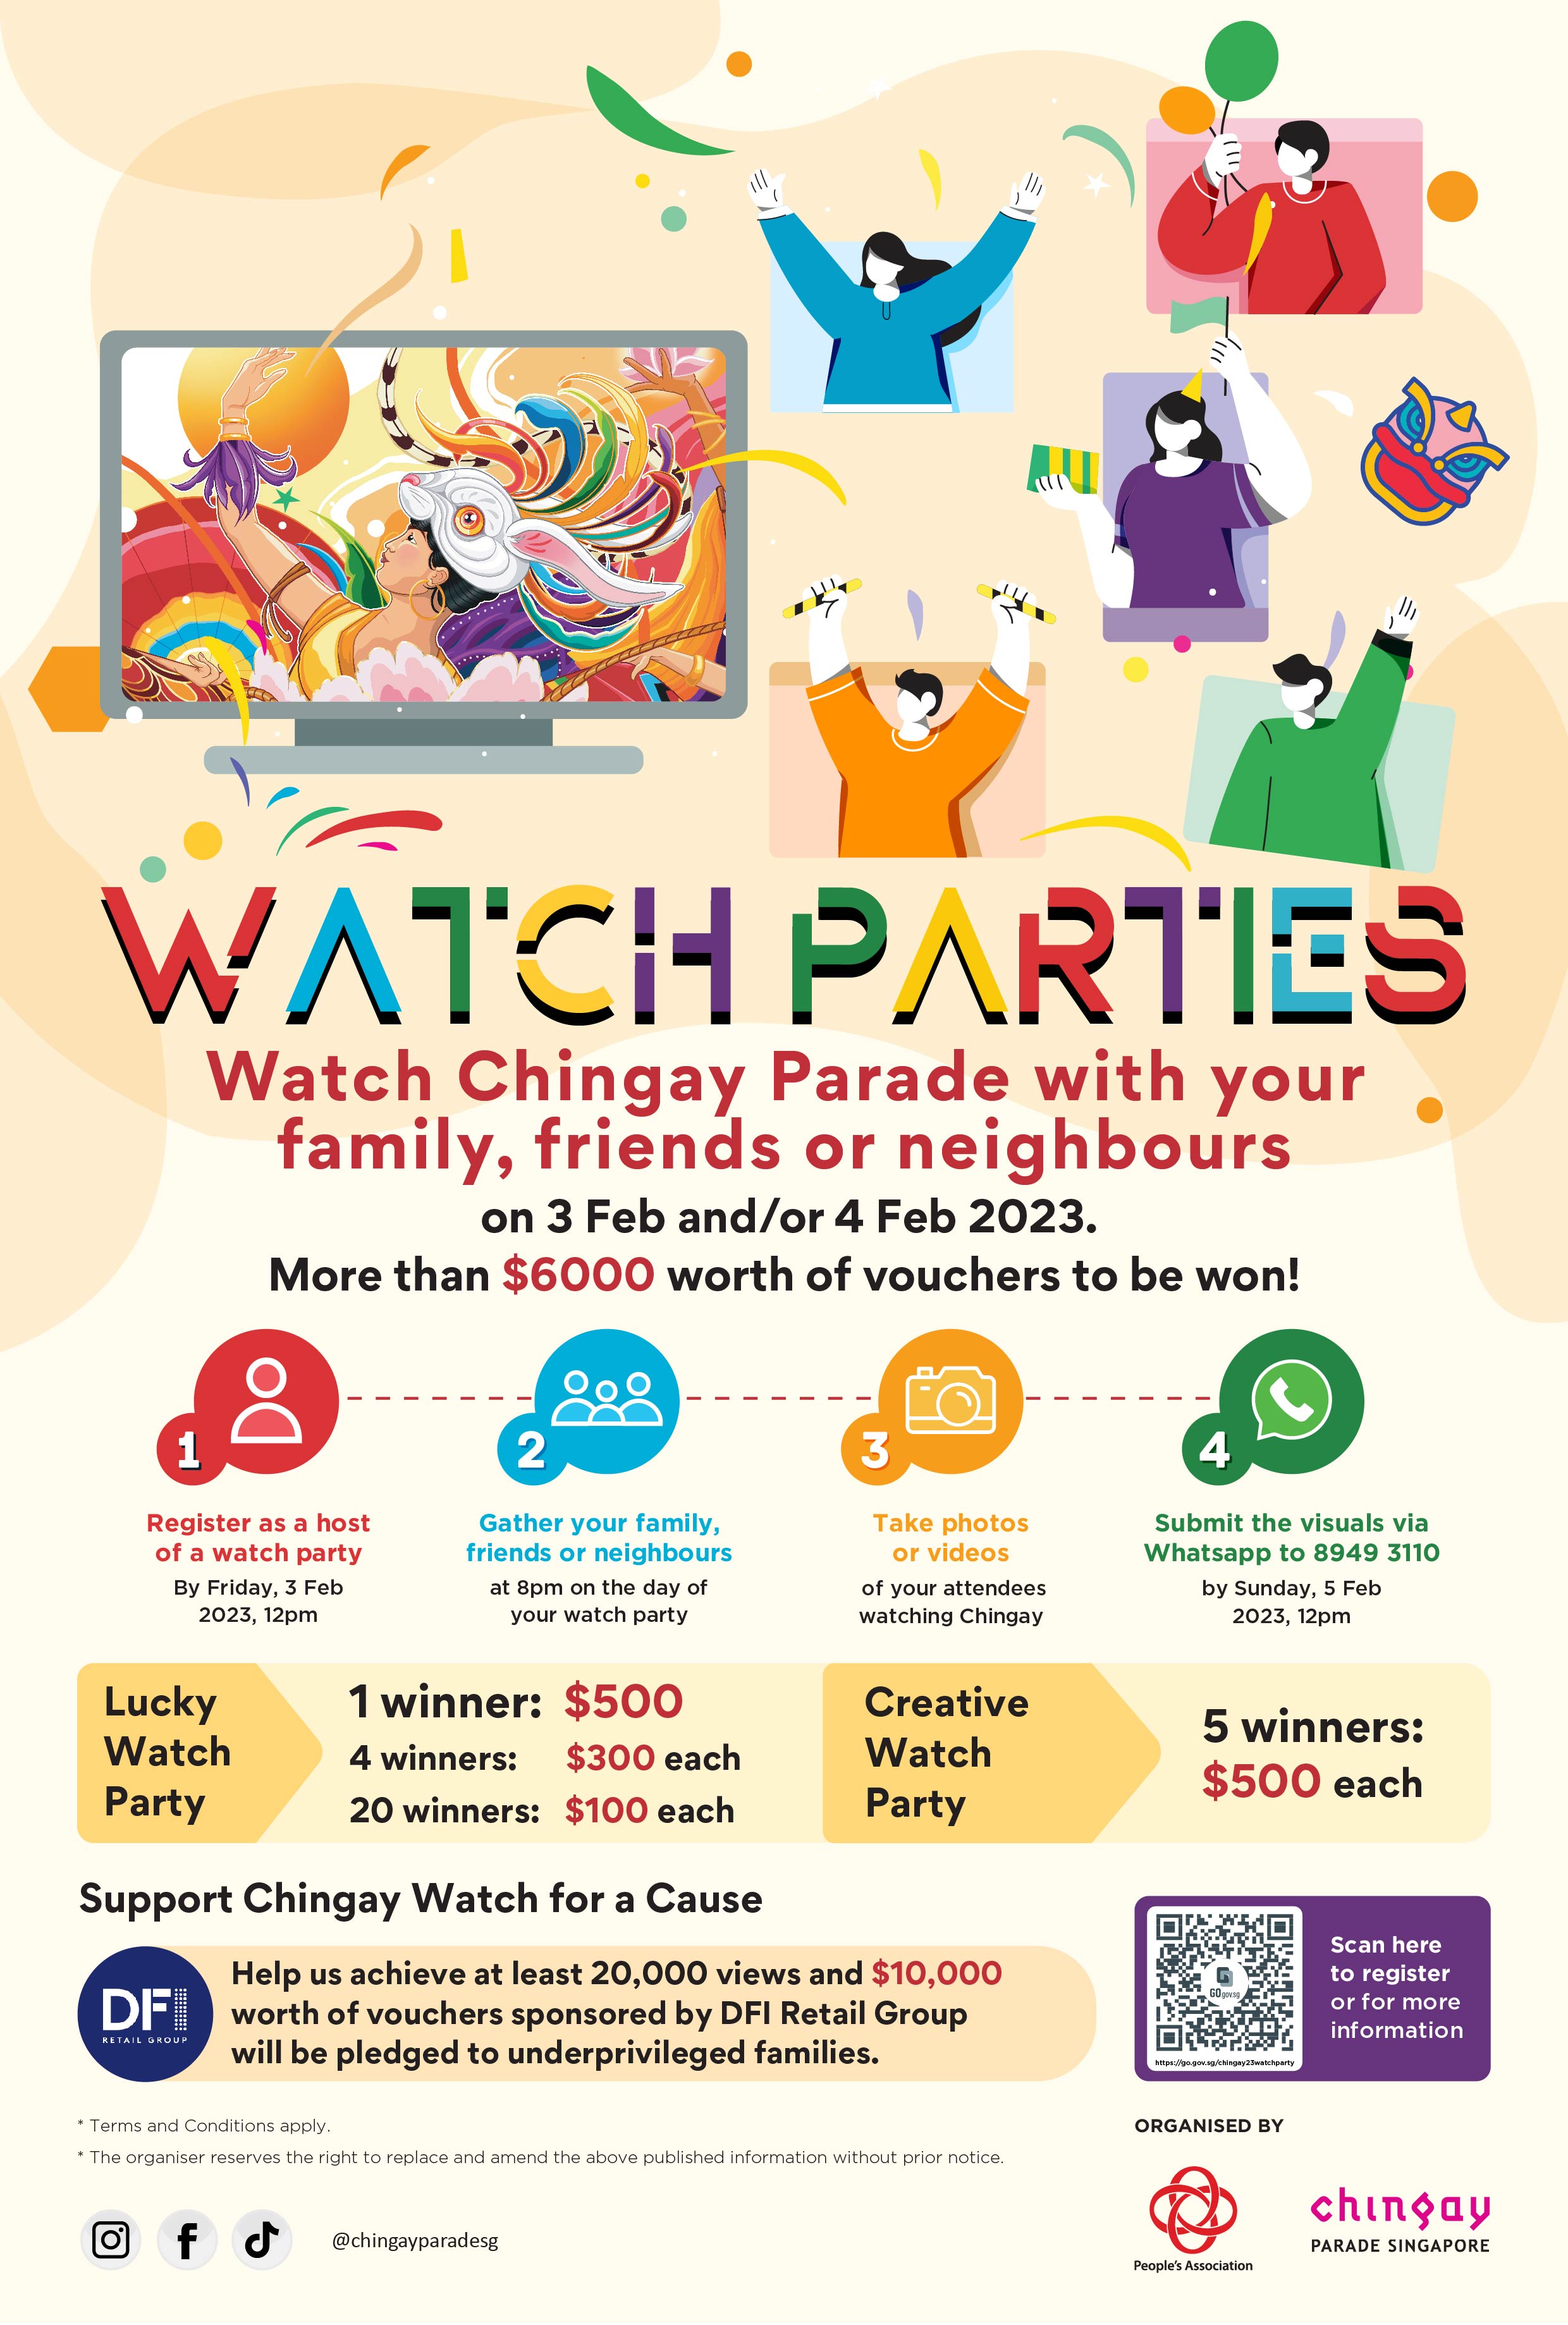 WATCH PARTIES
Watch Chingay Parade with your
family, friends or neighbours
on 3 Feb and/or 4 Feb 2023.
More than $6000 worth of vouchers to be won!
1
Register as a host
of a watch party
By Friday, 3 Feb
2023, 12pm
2
Gather your family,
friends or neighbours
at 8pm on the day of
your watch party
3
Take photos
or videos
of your attendees
watching Chingay
4
Submit the visuals via
Whatsapp to 8949 3110
by Sunday, 5 Feb
2023, 12pm
Lucky
Watch
Party
1 winner: $500
4 winners: $300 each
20 winners: $100 each
Creative
Watch
Party
5 winners:
$500 each
Support Chingay Watch for a Cause
DFI
RETAIL GROUP
Help us achieve at least 20,000 views and $10,000
worth of vouchers sponsored by DFI Retail Group
will be pledged to underprivileged families.
GO gov.sg
https://go.gov.sg/chingay23watchparty
Scan here
to register
or for more
information
* Terms and Conditions apply.
* The organiser reserves the right to replace and amend the above published information without prior notice.
@chingayparadesg
ORGANISED BY
People's Association
chingay
PARADE SINGAPORE